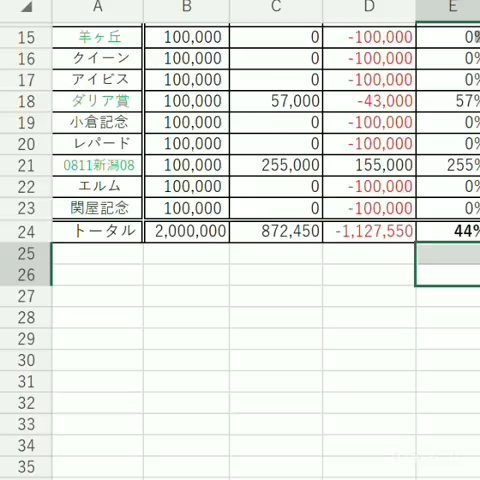 A B C D E
15 羊ヶ丘 100,000 0 -100,000 0%
16 クイーン 100,000 0 -100,000 0%
17 アイビス 100,000 0 -100,000 0%
18 ダリア賞 100,000 57,000 -43,000 57%
19 小倉記念 100,000 0 -100,000 0%
20 レパード 100,000 0 -100,000 0%
21 0811新潟08 100,000 255,000 155,000 255%
22 エルム 100,000 0 -100,000 0%
23 関屋記念 100,000 0 -100,000 0%
24 トータル 2,000,000 872,450 -1,127,550 44%
25
26
27
28
29
30
31
32
33
34
35